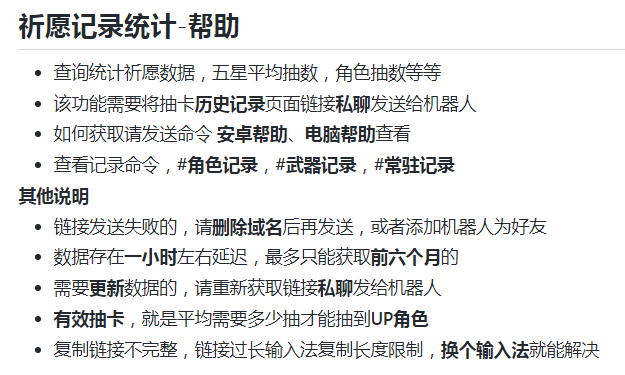 祈愿记录统计-帮助
查询统计祈愿数据，五星平均抽数，角色抽数等等
该功能需要将抽卡历史记录页面链接私聊发送给机器人
如何获取请发送命令 安卓帮助、电脑帮助查看
查看记录命令，#角色记录，#武器记录，#常驻记录
其他说明
链接发送失败的，请删除域名后再发送，或者添加机器人为好友
数据存在一小时左右延迟，最多只能获取前六个月的
需要更新数据的，请重新获取链接私聊发给机器人
有效抽卡，就是平均需要多少抽才能抽到UP角色
复制链接不完整，链接过长输入法复制长度限制，换个输入法就能解决